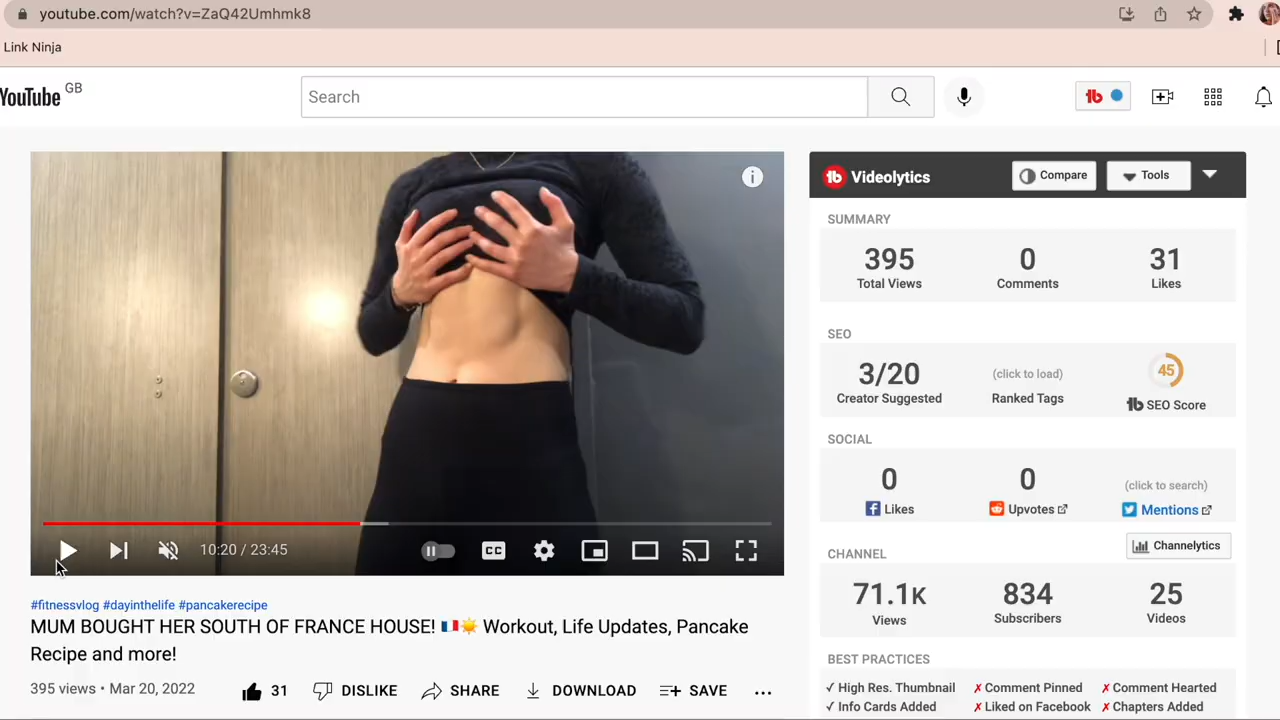 youtube.com/watch?v=ZaQ42Umhmk8
Link Ninja
YouTube GB
Search
tb
i
tb Videolytics
Compare
Tools
SUMMARY
395
0
31
Total Views
Comments
Likes
SEO
3/20
(click to load)
45
Creator Suggested
Ranked Tags
tb SEO Score
SOCIAL
0
0
(click to search)
Likes
Upvotes
Mentions
CHANNEL
Channelytics
71.1K
834
25
Views
Subscribers
Videos
BEST PRACTICES
✓ High Res. Thumbnail
✗ Comment Pinned
✗ Comment Hearted
✓ Info Cards Added
✗ Liked on Facebook
✗ Chapters Added
10:20 / 23:45
CC
#fitnessvlog #dayinthelife #pancakerecipe
MUM BOUGHT HER SOUTH OF FRANCE HOUSE! 🇫🇷☀️ Workout, Life Updates, Pancake
Recipe and more!
395 views • Mar 20, 2022
31
DISLIKE
SHARE
DOWNLOAD
SAVE
...